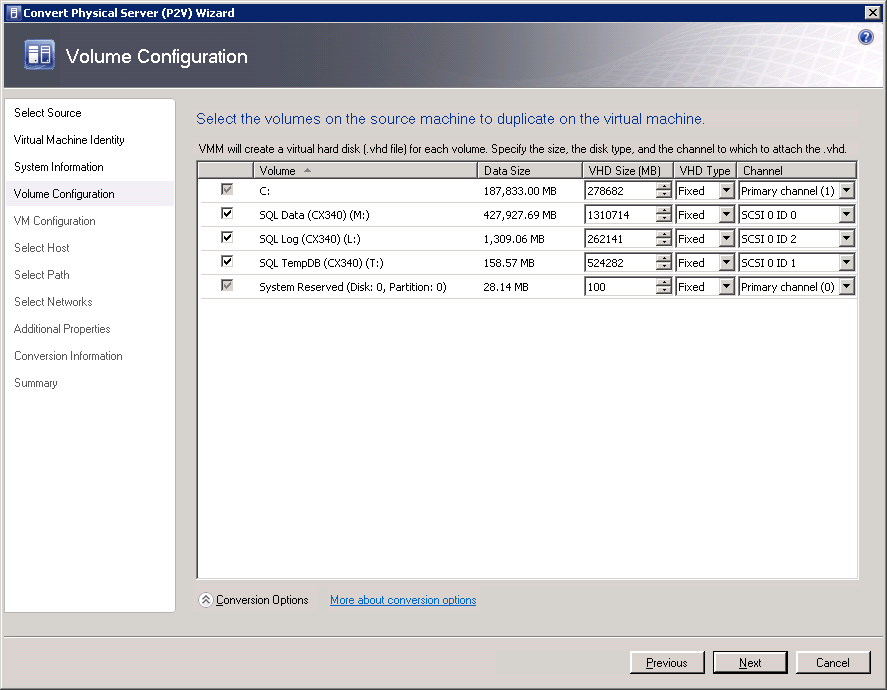 Convert Physical Server (P2V) Wizard
Volume Configuration
Select Source
Virtual Machine Identity
System Information
Volume Configuration
VM Configuration
Select Host
Select Path
Select Networks
Additional Properties
Conversion Information
Summary
Select the volumes on the source machine to duplicate on the virtual machine.
VMM will create a virtual hard disk (.vhd file) for each volume. Specify the size, the disk type, and the channel to which to attach the .vhd.
Volume Data Size VHD Size (MB) VHD Type Channel
C: 187,833.00 MB 278682 Fixed Primary channel (1)
SQL Data (CX340) (M:) 427,927.69 MB 1310714 Fixed SCSI 0 ID 0
SQL Log (CX340) (L:) 1,309.06 MB 262141 Fixed SCSI 0 ID 2
SQL TempDB (CX340) (T:) 158.57 MB 524282 Fixed SCSI 0 ID 1
System Reserved (Disk: 0, Partition: 0) 28.14 MB 100 Fixed Primary channel (0)
Conversion Options More about conversion options
Previous Next Cancel